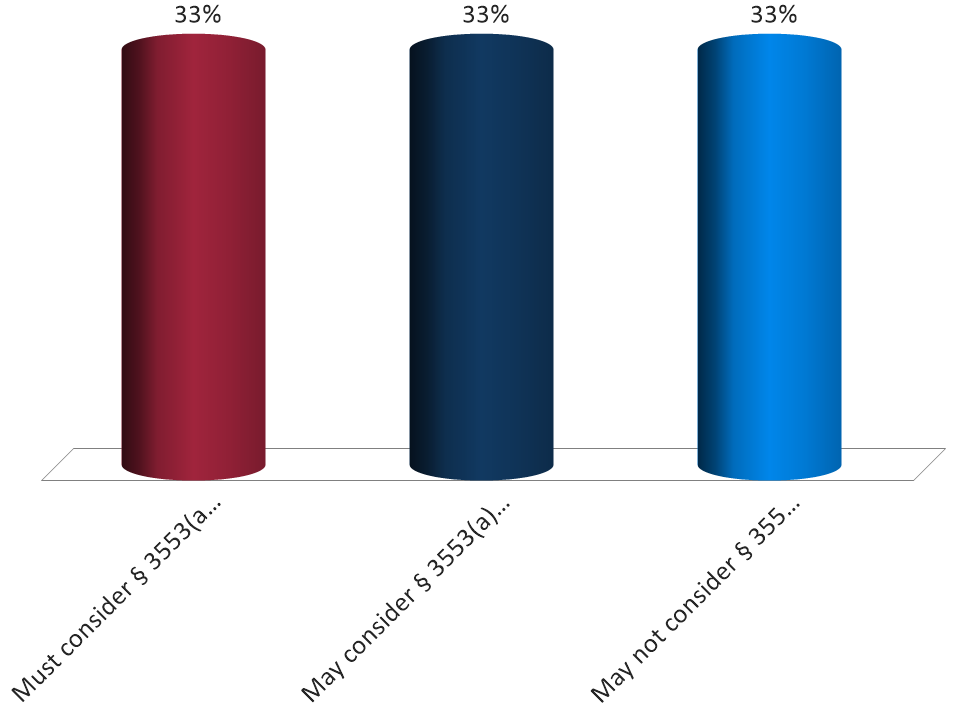 33%
33%
33%
Must consider § 3553(a...
May consider § 3553(a)...
May not consider § 355...